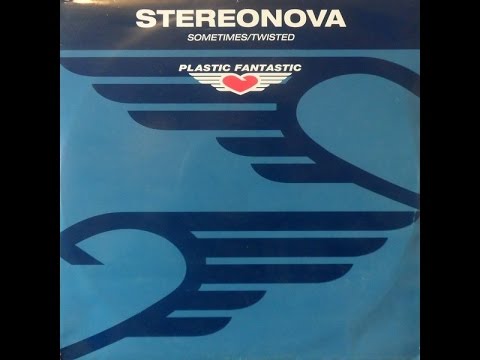 STEREONOVA
SOMETIMES/TWISTED
PLASTIC FANTASTIC